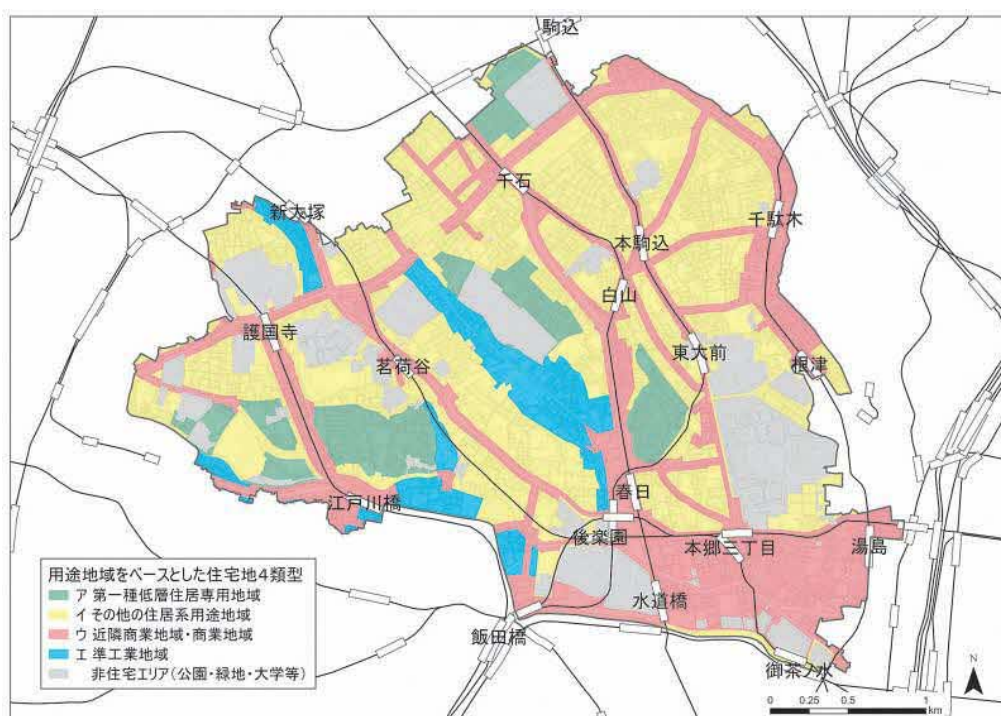 駒込
千石
新大塚
千駄木
本駒込
白山
護国寺
茗荷谷
東大前
根津
江戸川橋
春日
後楽園
本郷三丁目
湯島
水道橋
飯田橋
御茶ノ水
用途地域をベースとした住宅地4類型
ア 第一種低層住居専用地域
イ その他の住居系用途地域
ウ 近隣商業地域・商業地域
エ 準工業地域
非住宅エリア(公園・緑地・大学等)
N
0 0.25 0.5 1
km